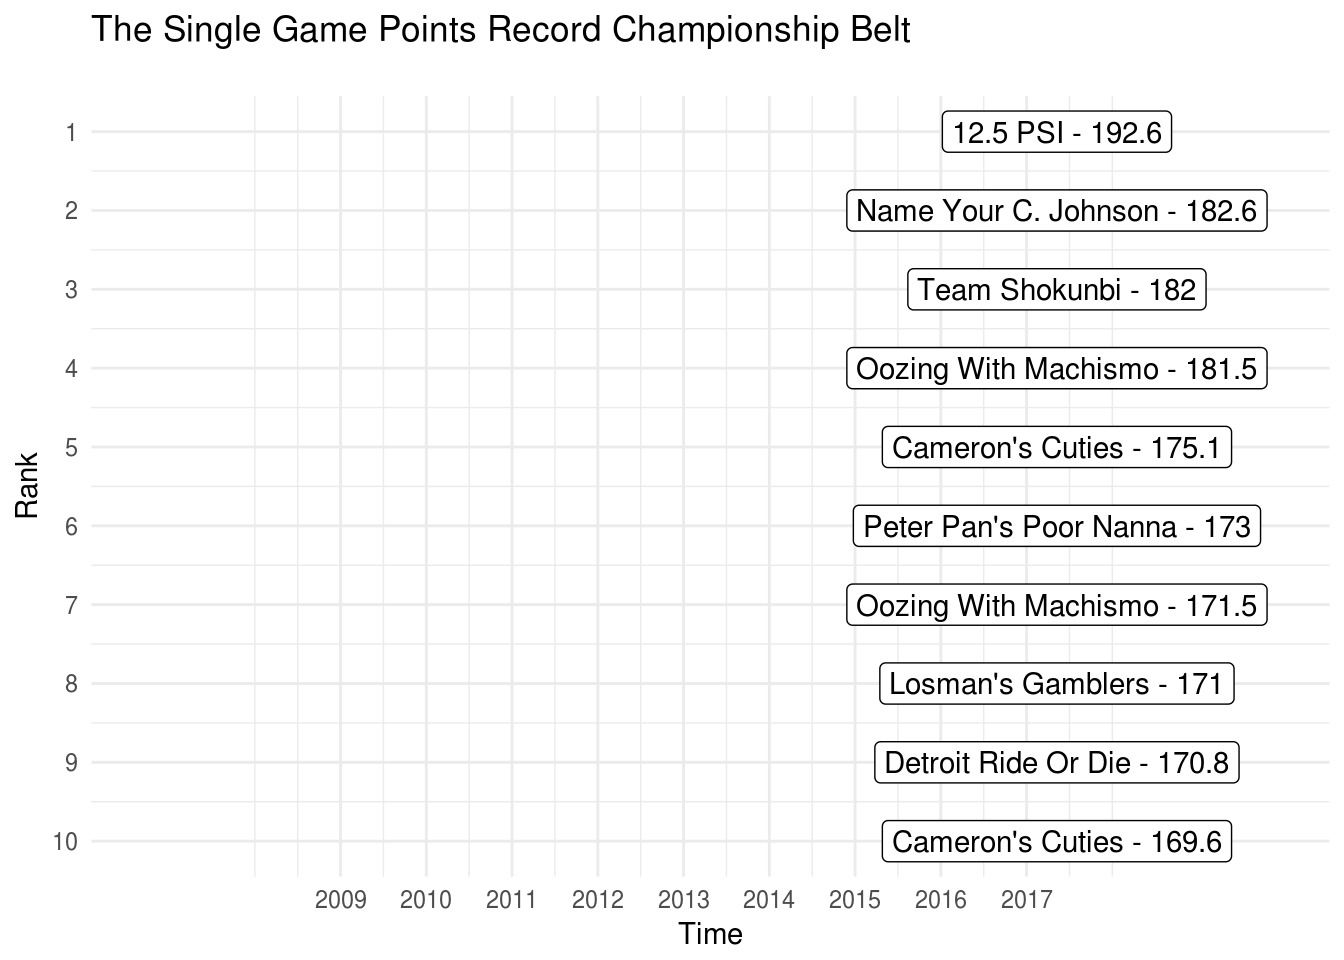 The Single Game Points Record Championship Belt
1
12.5 PSI - 192.6
2
Name Your C. Johnson - 182.6
3
Team Shokunbi - 182
4
Oozing With Machismo - 181.5
5
Cameron's Cuties - 175.1
Rank
6
Peter Pan's Poor Nanna - 173
7
Oozing With Machismo - 171.5
8
Losman's Gamblers - 171
9
Detroit Ride Or Die - 170.8
10
Cameron's Cuties - 169.6
2009 2010 2011 2012 2013 2014 2015 2016 2017
Time